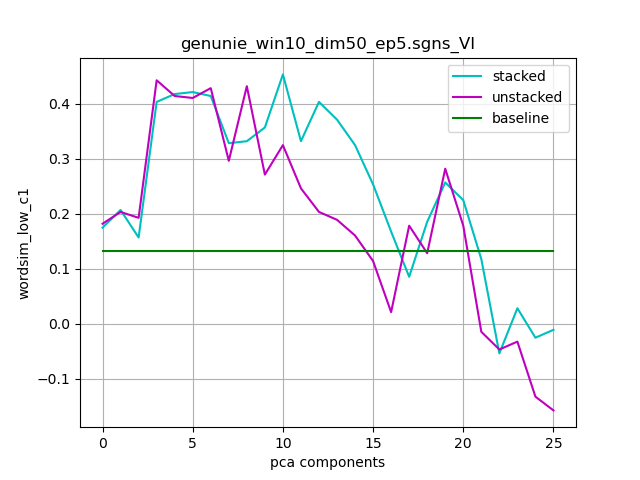 genunie_win10_dim50_ep5.sgns_VI
stacked
unstacked
baseline
wordsim_low_c1
0.4
0.3
0.2
0.1
0.0
−0.1
0 5 10 15 20 25
pca components